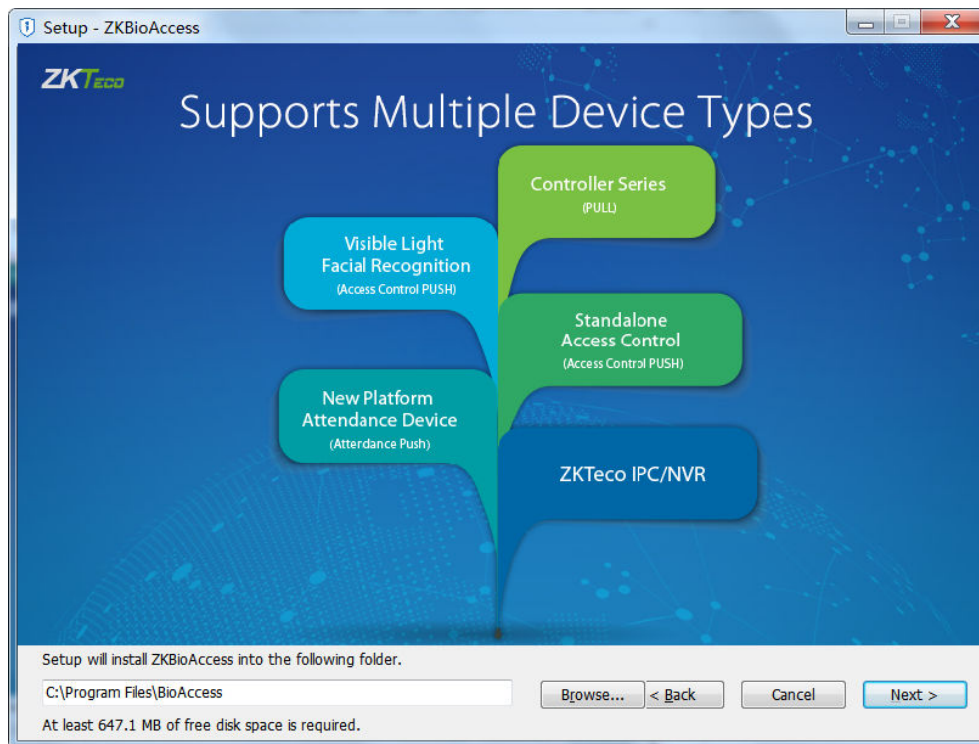 Setup - ZKBioAccess
ZKTeco
Supports Multiple Device Types
Controller Series
(PULL)
Visible Light
Facial Recognition
(Access Control PUSH)
Standalone
Access Control
(Access Control PUSH)
New Platform
Attendance Device
(Atterdance Push)
ZKTeco IPC/NVR
Setup will install ZKBioAccess into the following folder.
C:\Program Files\BioAccess
Browse... < Back Cancel Next >
At least 647.1 MB of free disk space is required.